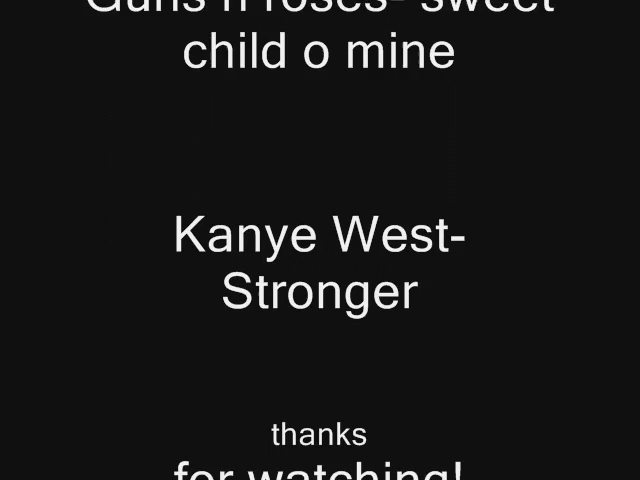 Guns n roses- sweet
child o mine
Kanye West-
Stronger
thanks
for watching!